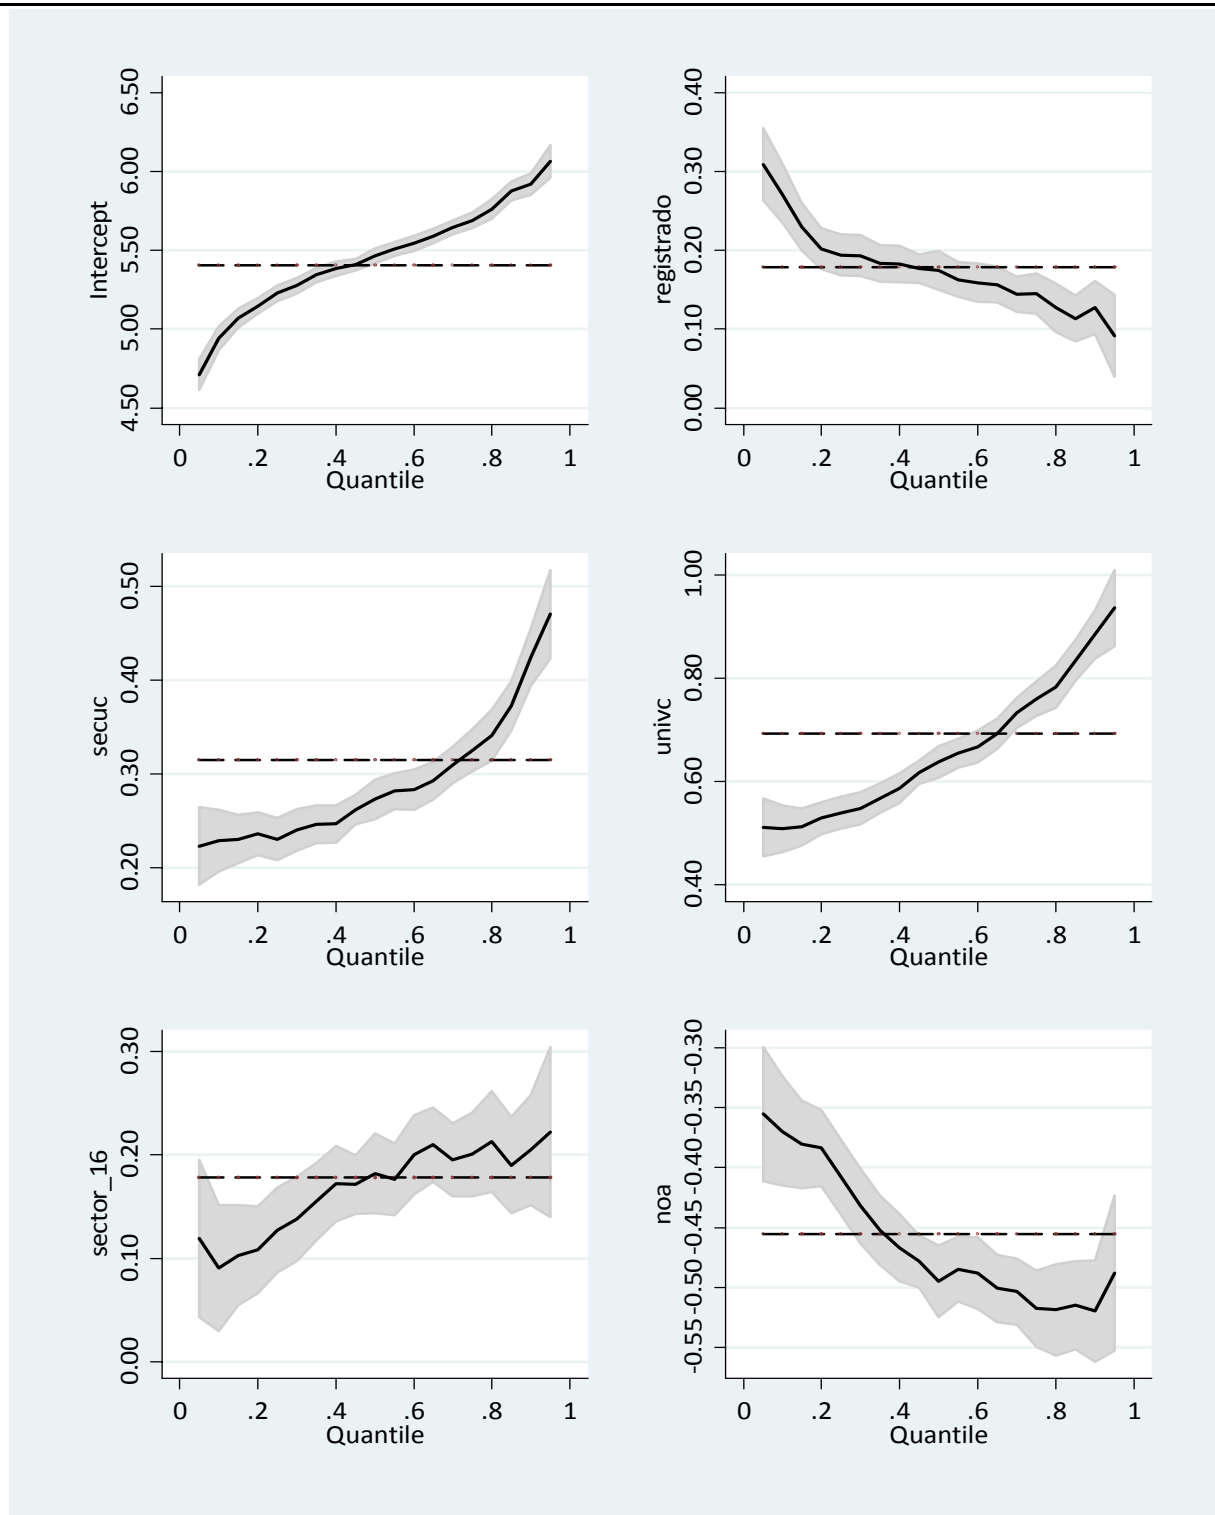 Intercept
6.50
6.00
5.50
5.00
4.50
0 .2 .4 .6 .8 1
Quantile
registrado
0.40
0.30
0.20
0.10
0.00
0 .2 .4 .6 .8 1
Quantile
secuc
0.50
0.40
0.30
0.20
0 .2 .4 .6 .8 1
Quantile
univc
1.00
0.80
0.60
0.40
0 .2 .4 .6 .8 1
Quantile
sector_16
0.30
0.20
0.10
0.00
0 .2 .4 .6 .8 1
Quantile
noa
-0.55 -0.50 -0.45 -0.40 -0.35 -0.30
0 .2 .4 .6 .8 1
Quantile